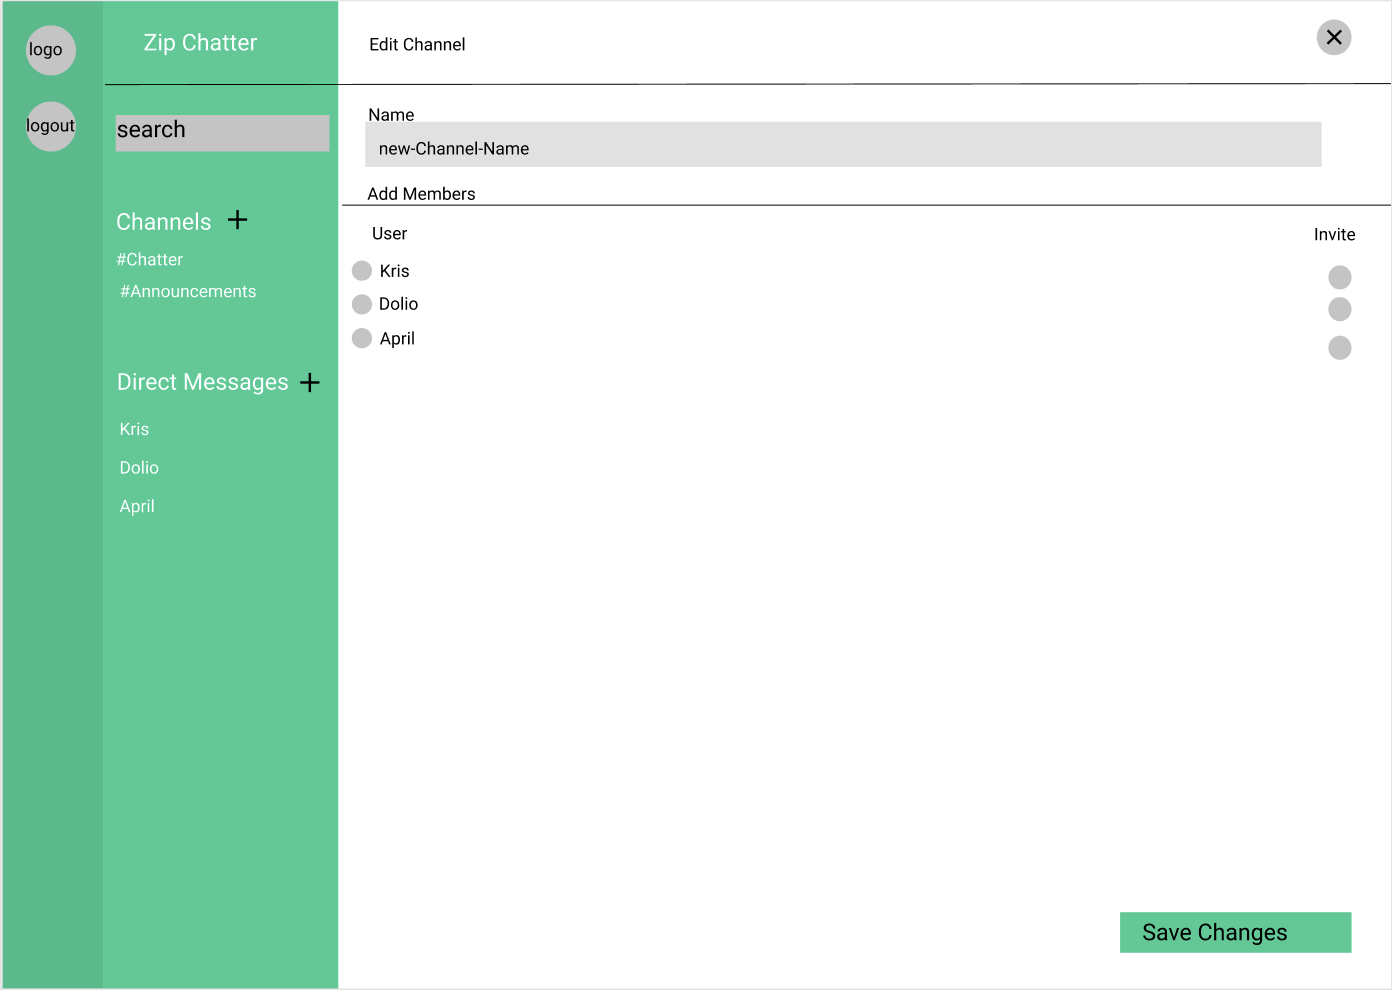 logo
logout
Zip Chatter
search
Channels
#Chatter
#Announcements
Direct Messages
Kris
Dolio
April
Edit Channel
Name
new-Channel-Name
Add Members
User
Invite
Kris
Dolio
April
Save Changes